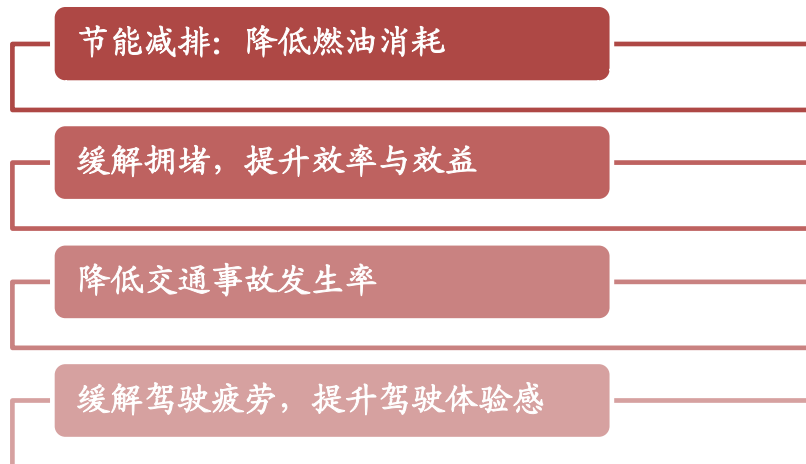 节能减排：降低燃油消耗
缓解拥堵，提升效率与效益
降低交通事故发生率
缓解驾驶疲劳，提升驾驶体验感